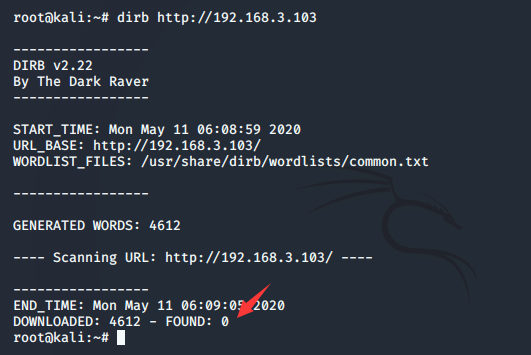 root@kali:~# dirb http://192.168.3.103
-----------------
DIRB v2.22
By The Dark Raver
-----------------
START_TIME: Mon May 11 06:08:59 2020
URL_BASE: http://192.168.3.103/
WORDLIST_FILES: /usr/share/dirb/wordlists/common.txt
-----------------
GENERATED WORDS: 4612
---- Scanning URL: http://192.168.3.103/ ----
-----------------
END_TIME: Mon May 11 06:09:05 2020
DOWNLOADED: 4612 - FOUND: 0
root@kali:~#